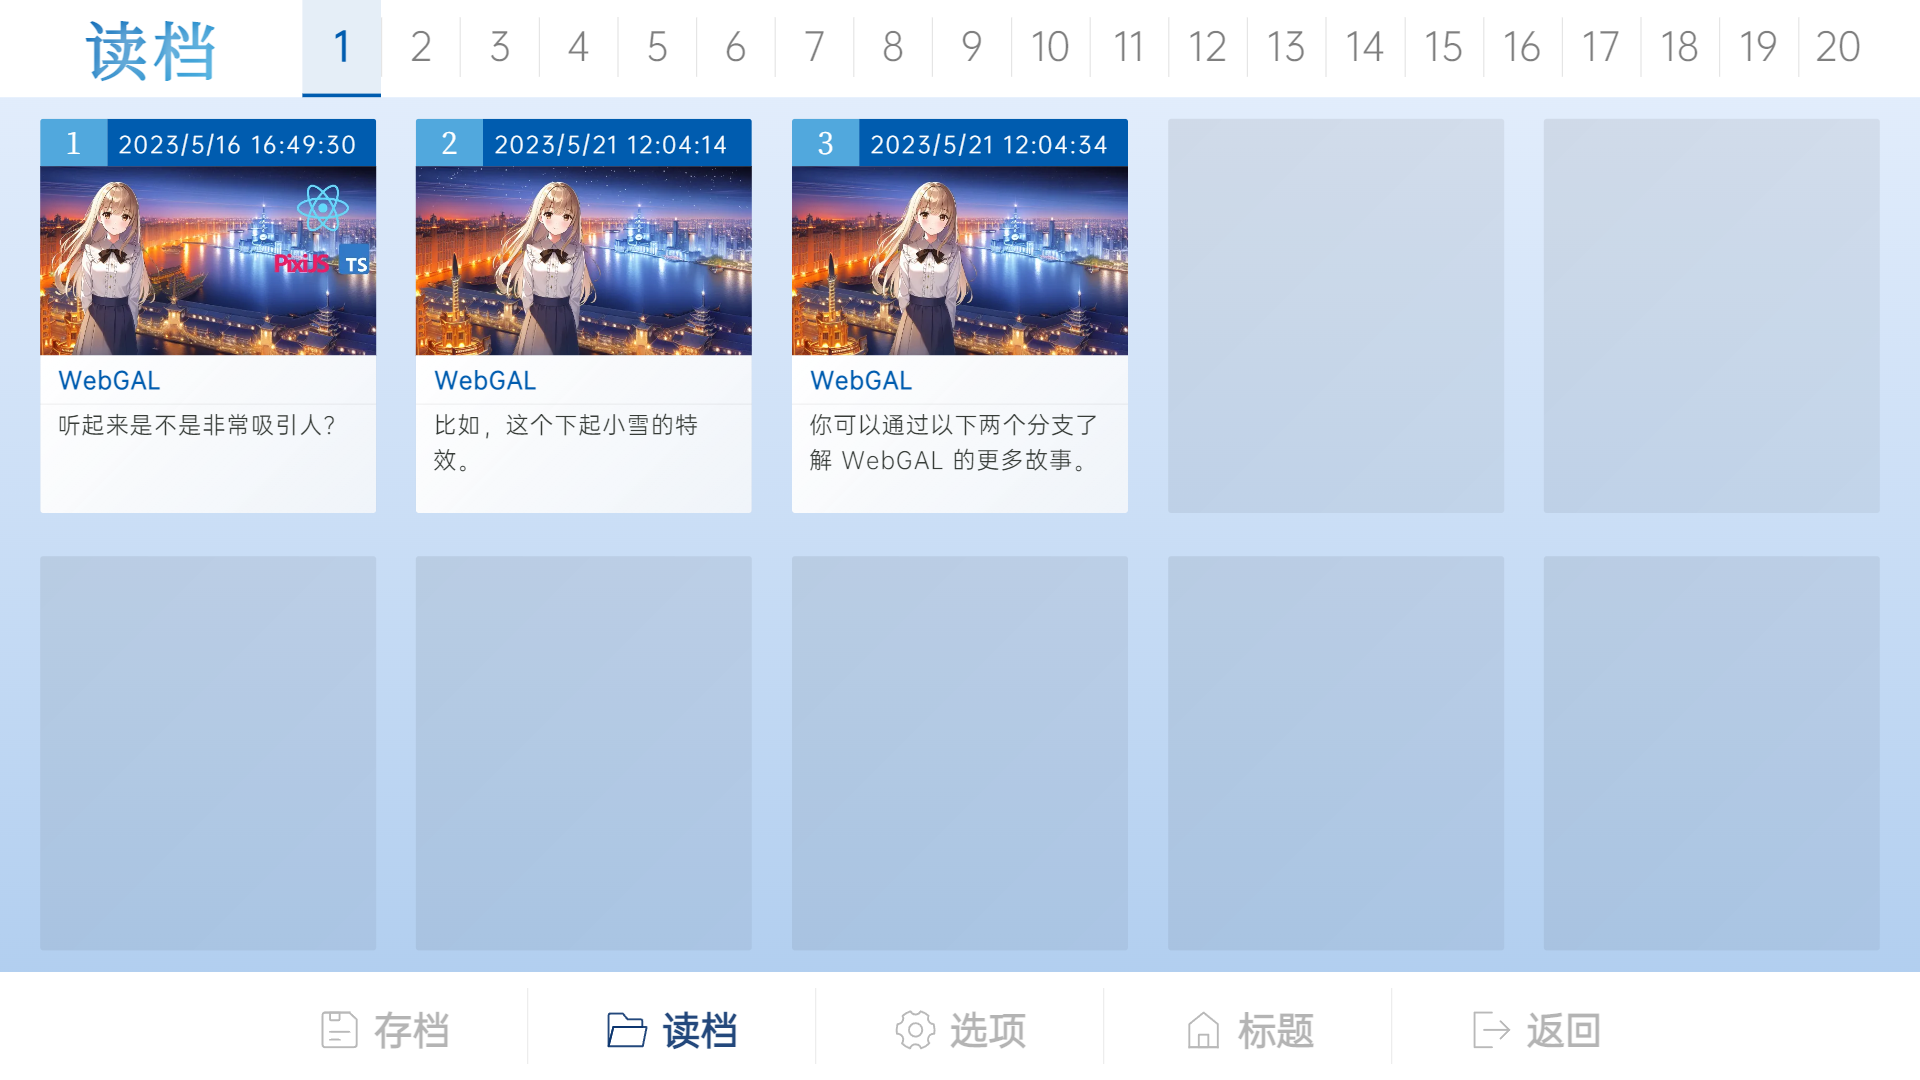 读档
1 2 3 4 5 6 7 8 9 10 11 12 13 14 15 16 17 18 19 20
1 2023/5/16 16:49:30
PixiJS
TS
WebGAL
听起来是不是非常吸引人？
2 2023/5/21 12:04:14
WebGAL
比如，这个下起小雪的特
效。
3 2023/5/21 12:04:34
WebGAL
你可以通过以下两个分支了
解 WebGAL 的更多故事。
存档
读档
选项
标题
返回